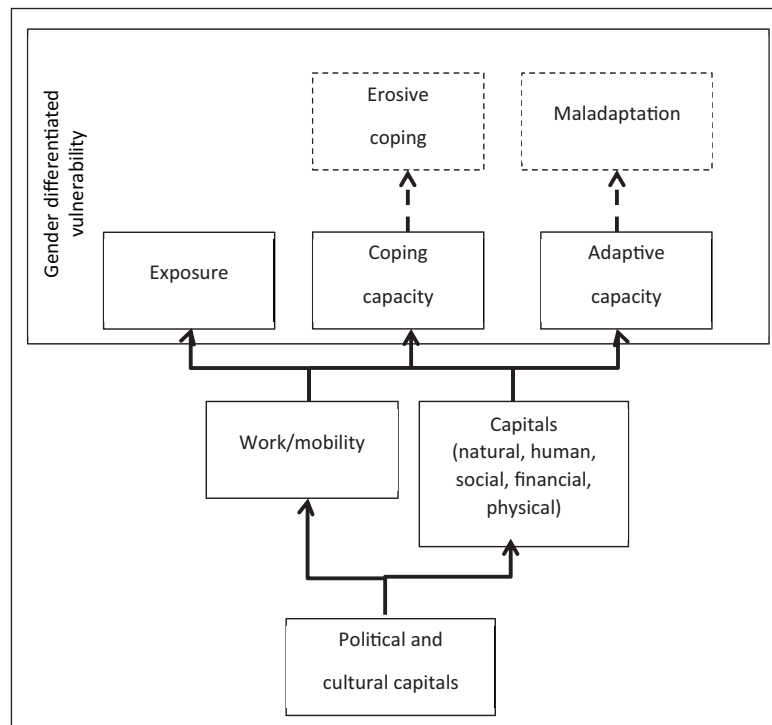 Gender differentiated
vulnerability
Erosive
coping
Maladaptation
Exposure
Coping
capacity
Adaptive
capacity
Work/mobility
Capitals
(natural, human,
social, financial,
physical)
Political and
cultural capitals